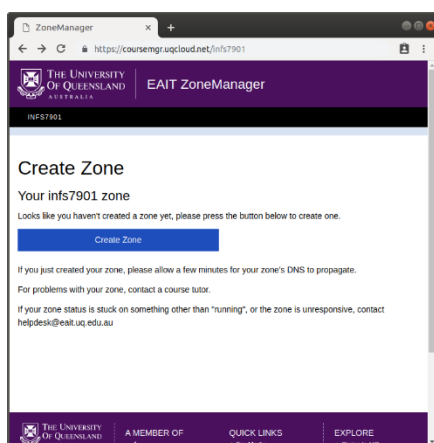 ZoneManager
https://coursemgr.uqcloud.net/infs7901
THE UNIVERSITY
OF QUEENSLAND
AUSTRALIA
EAIT ZoneManager
INFS7901
Create Zone
Your infs7901 zone
Looks like you haven't created a zone yet, please press the button below to create one.
Create Zone
If you just created your zone, please allow a few minutes for your zone's DNS to propagate.
For problems with your zone, contact a course tutor.
If your zone status is stuck on something other than "running", or the zone is unresponsive, contact
helpdesk@eait.uq.edu.au
THE UNIVERSITY
OF QUEENSLAND
A MEMBER OF
QUICK LINKS
EXPLORE